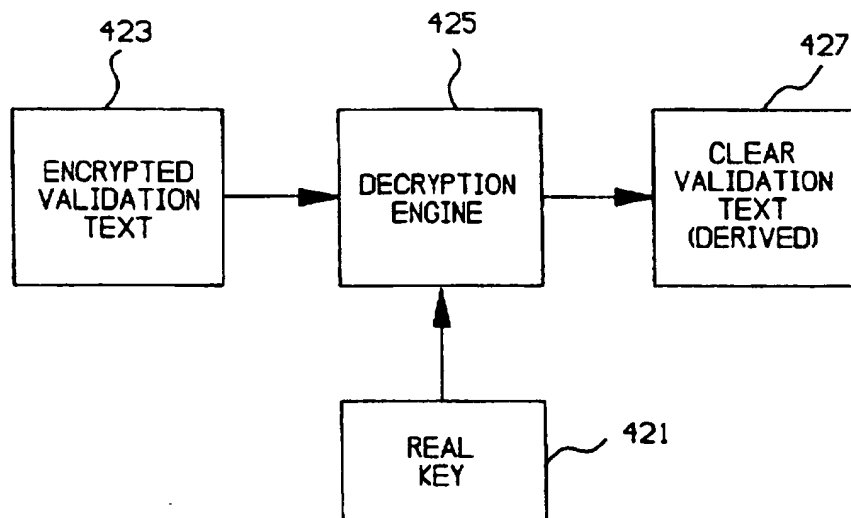 423
425
427
ENCRYPTED
VALIDATION
TEXT
DECRYPTION
ENGINE
CLEAR
VALIDATION
TEXT
(DERIVED)
REAL
KEY
421